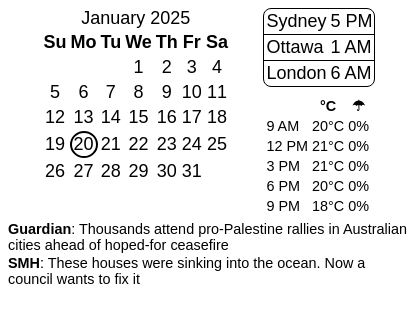 January 2025
Su Mo Tu We Th Fr Sa
1 2 3 4
5 6 7 8 9 10 11
12 13 14 15 16 17 18
19 20 21 22 23 24 25
26 27 28 29 30 31
Sydney 5 PM
Ottawa 1 AM
London 6 AM
°C ☂
9 AM 20°C 0%
12 PM 21°C 0%
3 PM 21°C 0%
6 PM 20°C 0%
9 PM 18°C 0%
Guardian: Thousands attend pro-Palestine rallies in Australian
cities ahead of hoped-for ceasefire
SMH: These houses were sinking into the ocean. Now a
council wants to fix it